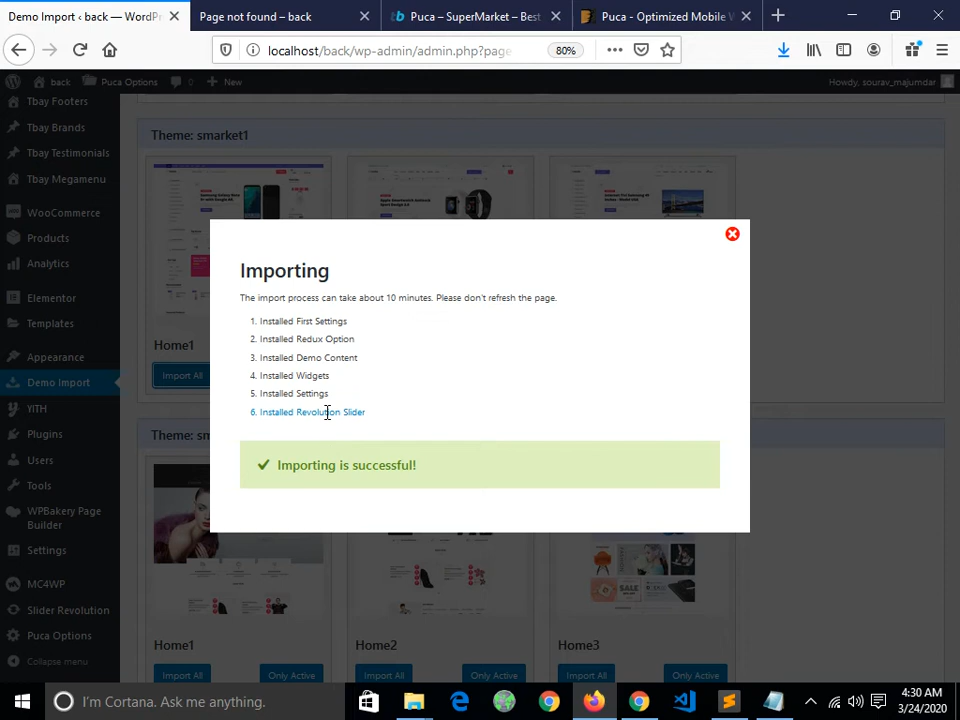 Demo Import ‹ back — WordPr
Page not found – back
Puca – SuperMarket – Best
Puca - Optimized Mobile W
localhost/back/wp-admin/admin.php?page
80%
back
Puca Options
0
New
Howdy, sourav_majumdar
Tbay Footers
Tbay Brands
Tbay Testimonials
Tbay Megamenu
WooCommerce
Products
Analytics
Elementor
Templates
Appearance
Demo Import
YITH
Plugins
Users
Tools
WPBakery Page
Builder
Settings
MC4WP
Slider Revolution
Puca Options
Collapse menu
Theme: smarket1
Home1
Import All
Importing
The import process can take about 10 minutes. Please don't refresh the page.
1. Installed First Settings
2. Installed Redux Option
3. Installed Demo Content
4. Installed Widgets
5. Installed Settings
6. Installed Revolution Slider
Importing is successful!
Theme: sm
Home1
Home2
Home3
Import All
Only Active
Import All
Only Active
Import All
Only Active
I'm Cortana. Ask me anything.
4:30 AM
3/24/2020